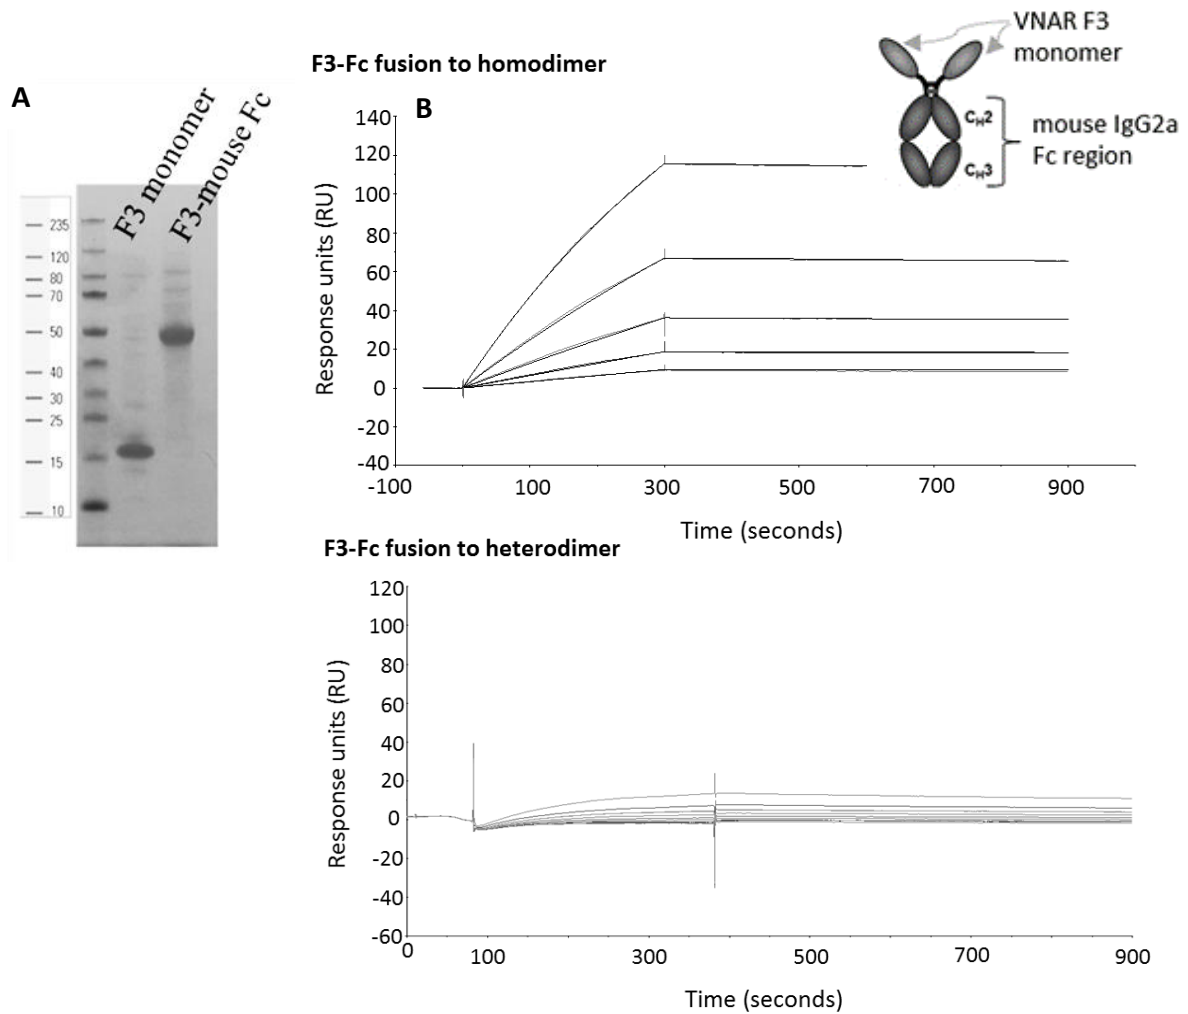 A
F3 monomer
F3-mouse Fc
235
120
80
70
50
40
30
25
15
10
F3-Fc fusion to homodimer
B
VNAR F3
monomer
CH2
CH3
mouse IgG2a
Fc region
140
120
100
80
60
40
20
0
-20
-40
Response units (RU)
-100 100 300 500 700 900
Time (seconds)
F3-Fc fusion to heterodimer
120
100
80
60
40
20
0
-20
-40
-60
Response units (RU)
0 100 300 500 700 900
Time (seconds)